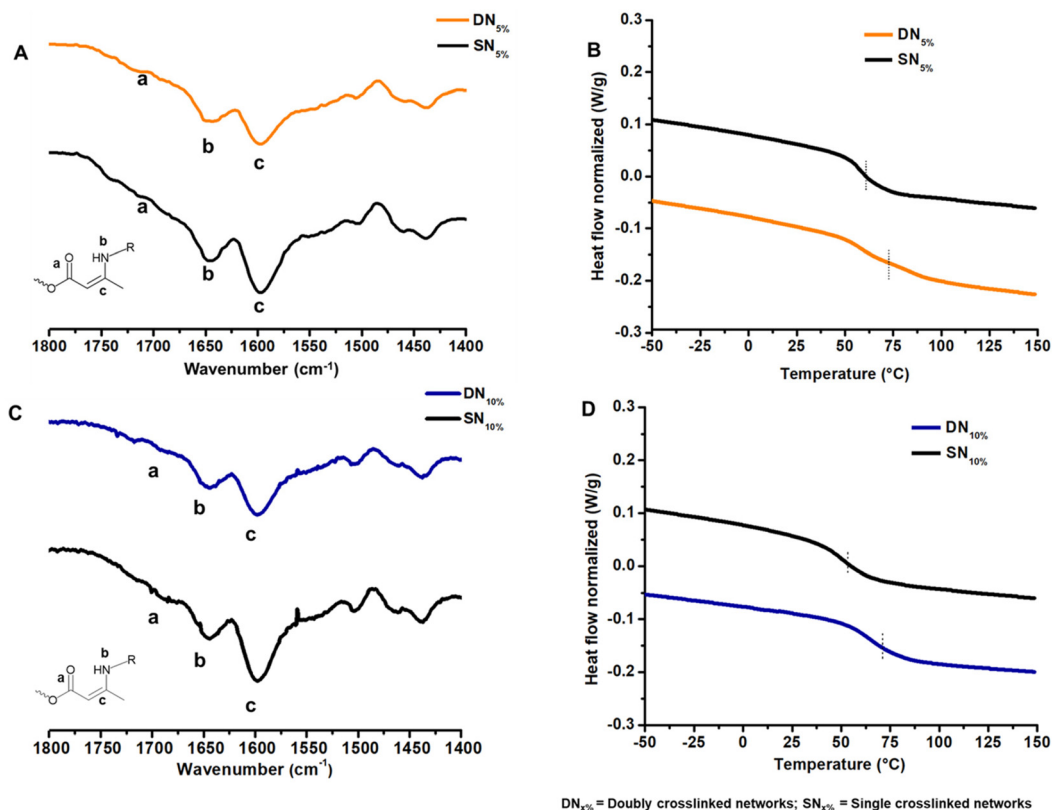 A
DN5%
SN5%
a
b
c
a
b
c
b
HN
R
a
O
O
c
1800 1750 1700 1650 1600 1550 1500 1450 1400
Wavenumber (cm-1)
B
DN5%
SN5%
Heat flow normalized (W/g)
0.3
0.2
0.1
0.0
-0.1
-0.2
-0.3
-50 -25 0 25 50 75 100 125 150
Temperature (°C)
C
DN10%
SN10%
a
b
c
a
b
c
b
HN
R
a
O
O
c
1800 1750 1700 1650 1600 1550 1500 1450 1400
Wavenumber (cm-1)
D
DN10%
SN10%
Heat flow normalized (W/g)
0.3
0.2
0.1
0.0
-0.1
-0.2
-0.3
-50 -25 0 25 50 75 100 125 150
Temperature (°C)
DNx% = Doubly crosslinked networks; SNx% = Single crosslinked networks